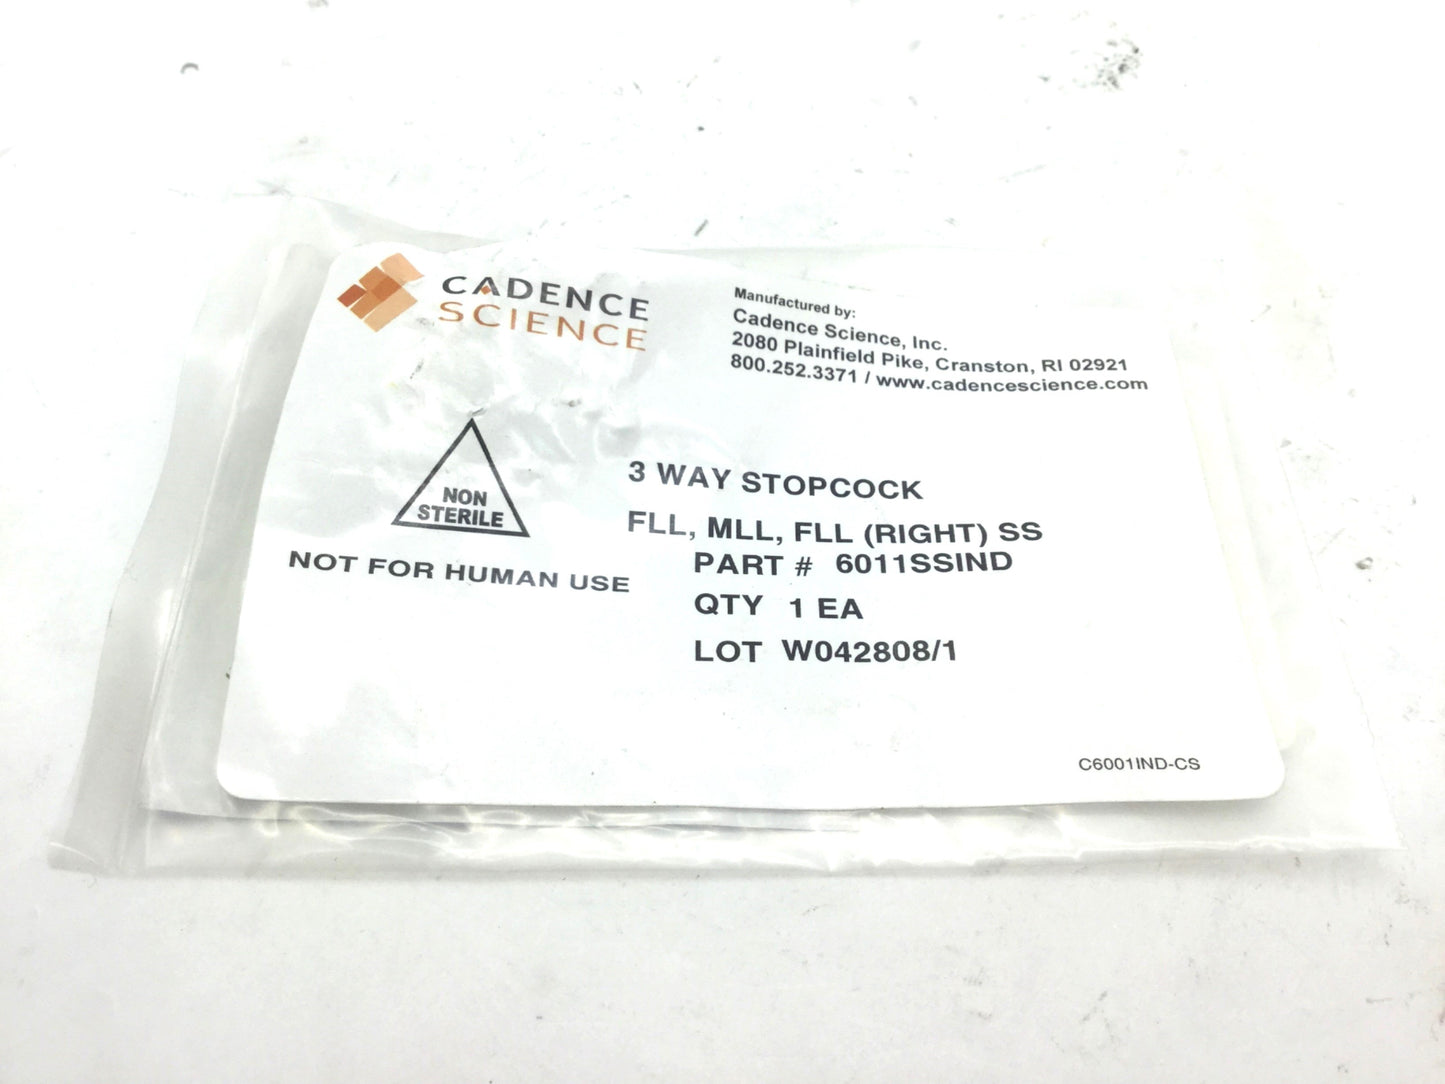 CADENCE
SCIENCE
Manufactured by:
Cadence Science, Inc.
2080 Plainfield Pike, Cranston, RI 02921
800.252.3371 / www.cadencescience.com
NON
STERILE
NOT FOR HUMAN USE
3 WAY STOPCOCK
FLL, MLL, FLL (RIGHT) SS
PART # 6011SSIND
QTY 1 EA
LOT W042808/1
C6001IND-CS